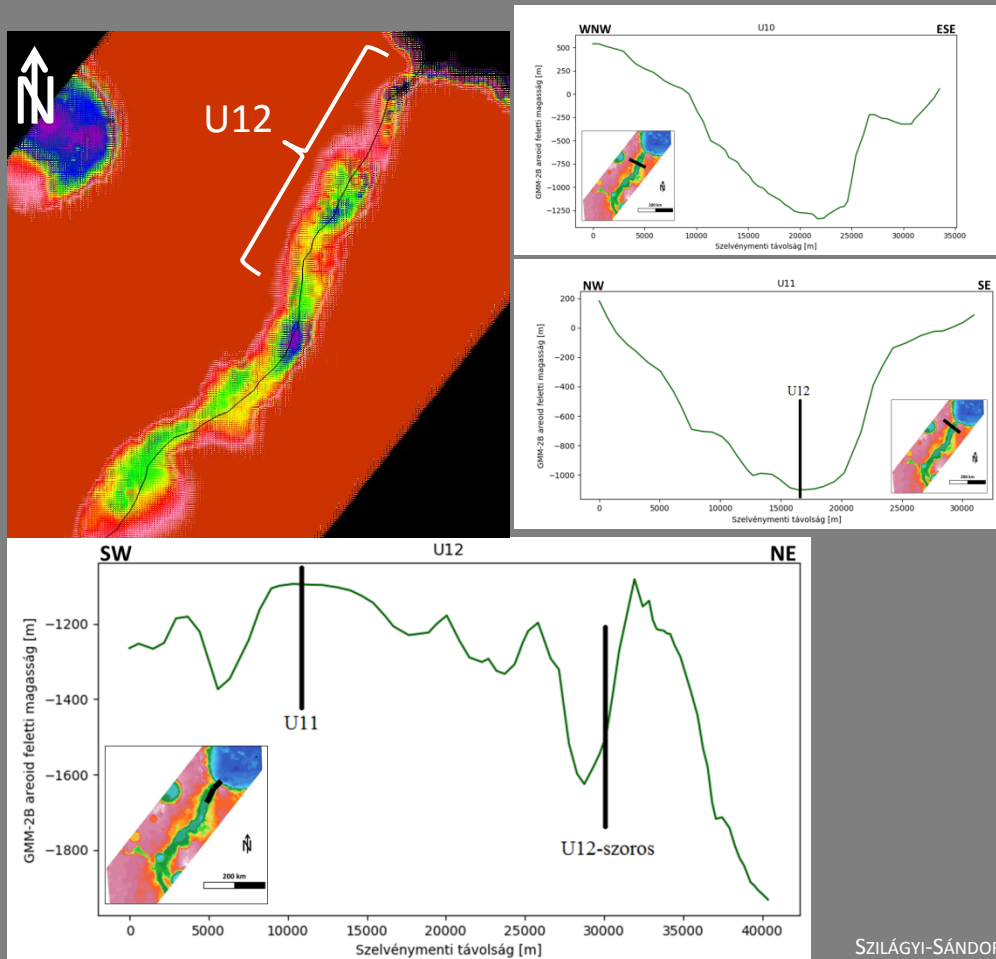 N
U12
U10
WNW
ESE
GMM-2B areoid feletti magasság [m]
500
250
0
−250
−500
−750
−1000
−1250
N
200 km
0
5000
10000
15000
20000
25000
30000
35000
Szelvénymenti távolság [m]
U11
NW
SE
GMM-2B areoid feletti magasság [m]
200
0
−200
−400
−600
−800
−1000
U12
N
200 km
0
5000
10000
15000
20000
25000
30000
Szelvénymenti távolság [m]
U12
SW
NE
GMM-2B areoid feletti magasság [m]
−1200
−1400
−1600
−1800
U11
U12-szoros
N
200 km
0
5000
10000
15000
20000
25000
30000
35000
40000
Szelvénymenti távolság [m]
SZILÁGYI-SÁNDOR